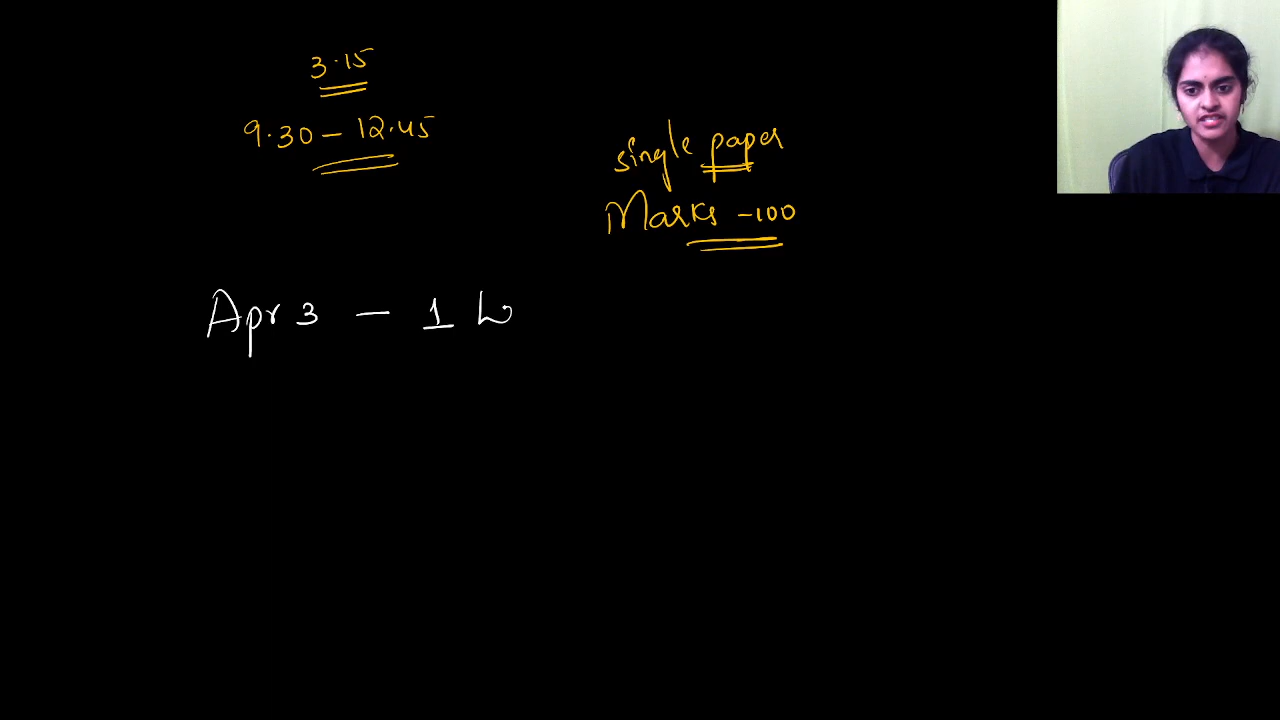 3.15
9.30 - 12.45
single paper
Marks -100
Apr 3 - 1 L